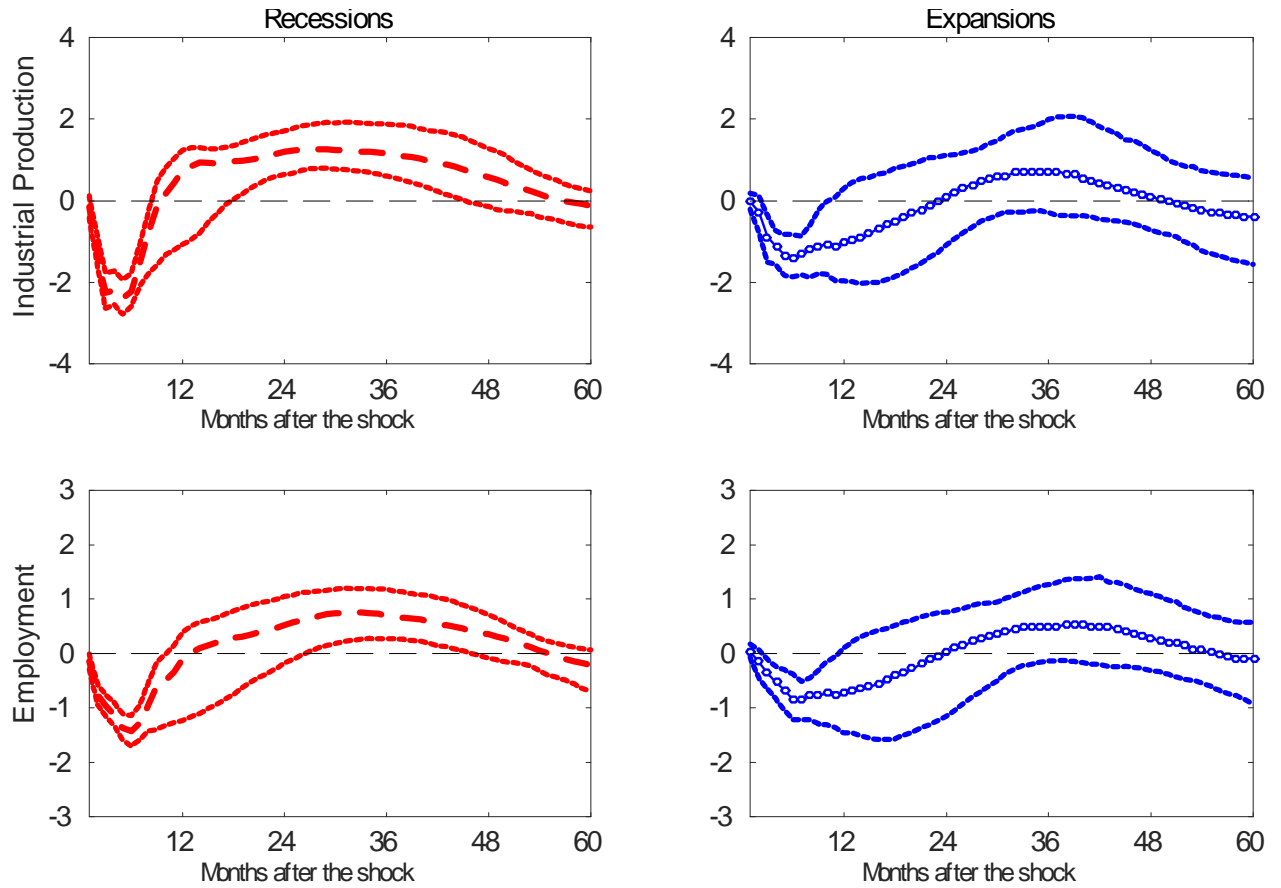 Recessions
Expansions
Industrial Production
4
2
0
-2
-4
12 24 36 48 60
Months after the shock
4
2
0
-2
-4
12 24 36 48 60
Months after the shock
Employment
3
2
1
0
-1
-2
-3
12 24 36 48 60
Months after the shock
3
2
1
0
-1
-2
-3
12 24 36 48 60
Months after the shock